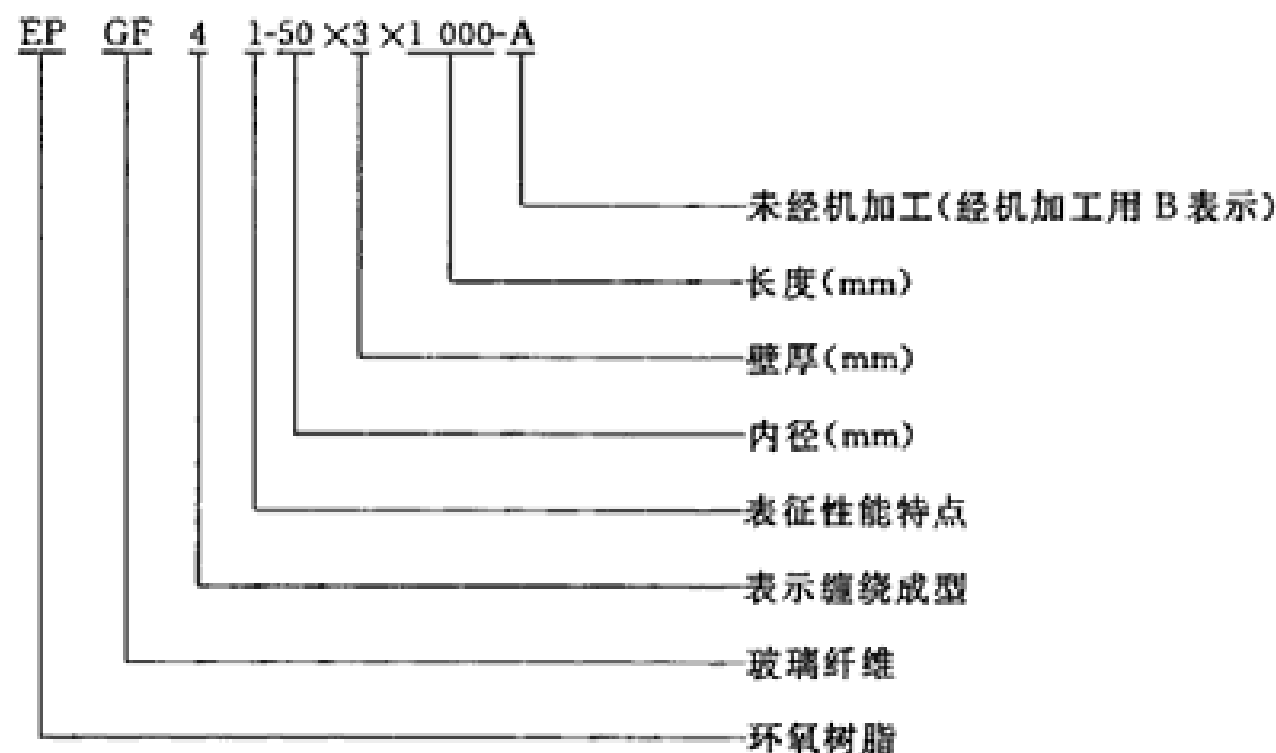 EP GF 4 1-50×3×1 000-A
未经机加工(经机加工用 B 表示)
长度(mm)
壁厚(mm)
内径(mm)
表征性能特点
表示缠绕成型
玻璃纤维
环氧树脂